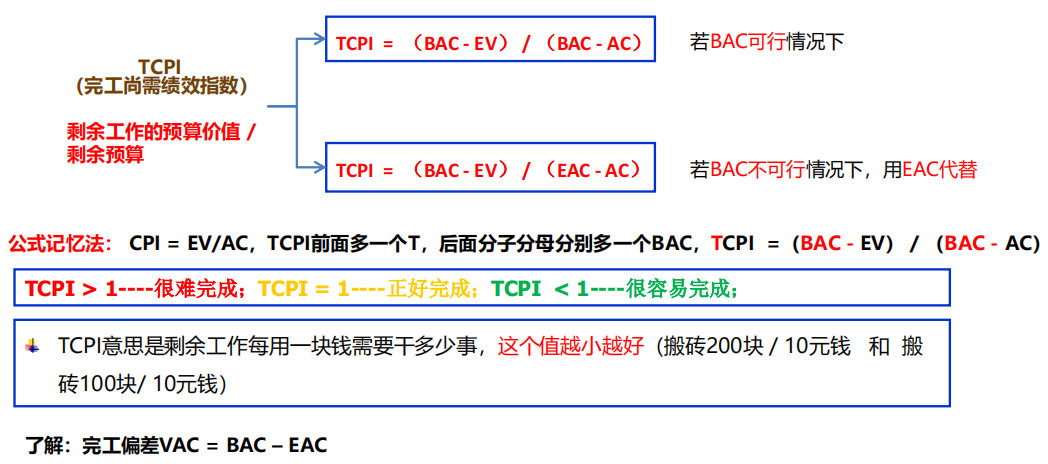 TCPI = （BAC - EV）/ （BAC - AC）
若BAC可行情况下
TCPI
（完工尚需绩效指数）
剩余工作的预算价值 /
剩余预算
TCPI = （BAC - EV）/ （EAC - AC）
若BAC不可行情况下，用EAC代替
公式记忆法： CPI = EV/AC，TCPI前面多一个T，后面分子分母分别多一个BAC，TCPI =（BAC - EV） / （BAC - AC）
TCPI > 1----很难完成；TCPI = 1----正好完成；TCPI < 1----很容易完成；
TCPI意思是剩余工作每用一块钱需要干多少事，这个值越小越好（搬砖200块 / 10元钱 和 搬
砖100块/ 10元钱）
了解：完工偏差VAC = BAC – EAC